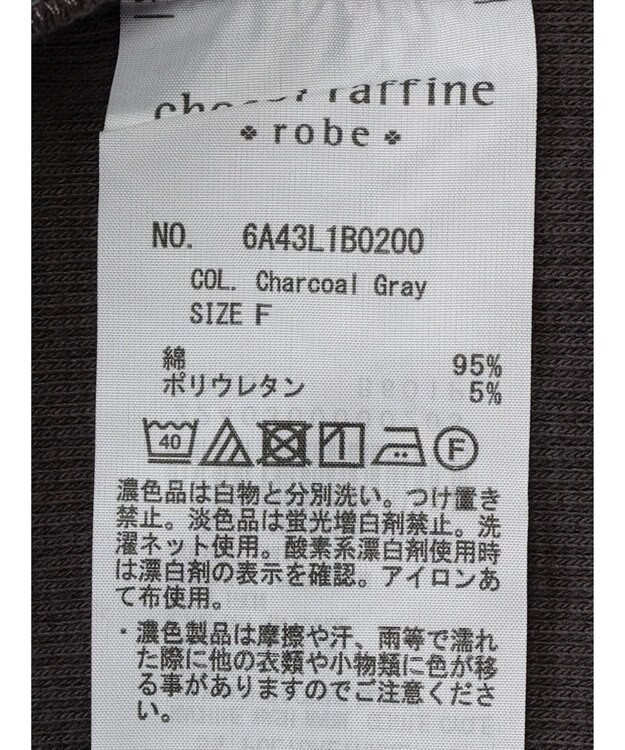 raffine
robe
NO. 6A43L1B0200
COL. Charcoal Gray
SIZE F
綿 95%
ポリウレタン 5%
40 F
濃色品は白物と分別洗い。つけ置き
禁止。淡色品は蛍光増白剤禁止。洗
濯ネット使用。酸素系漂白剤使用時
は漂白剤の表示を確認。アイロンあ
て布使用。
・濃色製品は摩擦や汗、雨等で濡れ
た際に他の衣類や小物類に色が移
る事がありますのでご注意くださ
い。